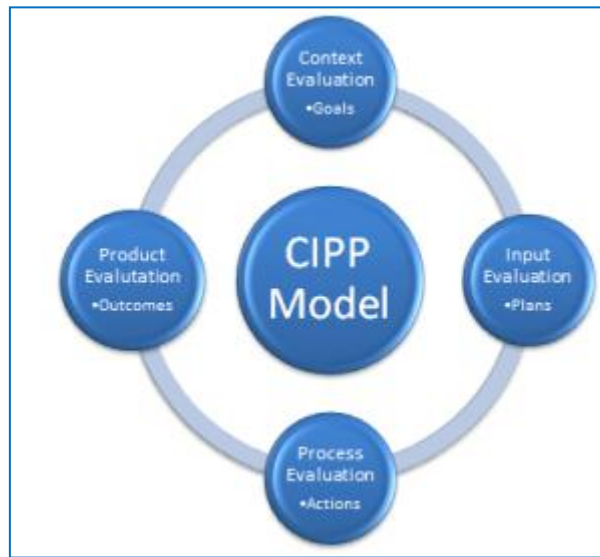 Context
Evaluation
•Goals
CIPP
Model
Input
Evaluation
•Plans
Process
Evaluation
•Actions
Product
Evalutation
•Outcomes